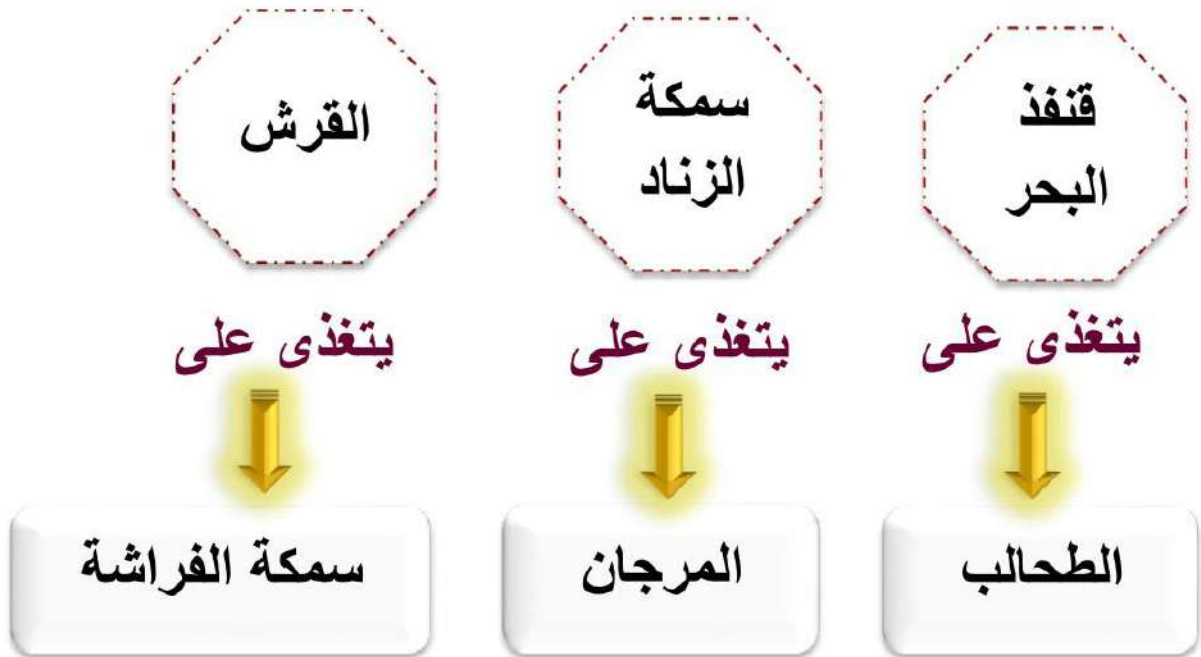 قنفذ
البحر
سمكة
الزناد
القرش
يتغذى على
يتغذى على
يتغذى على
الطحالب
المرجان
سمكة الفراشة